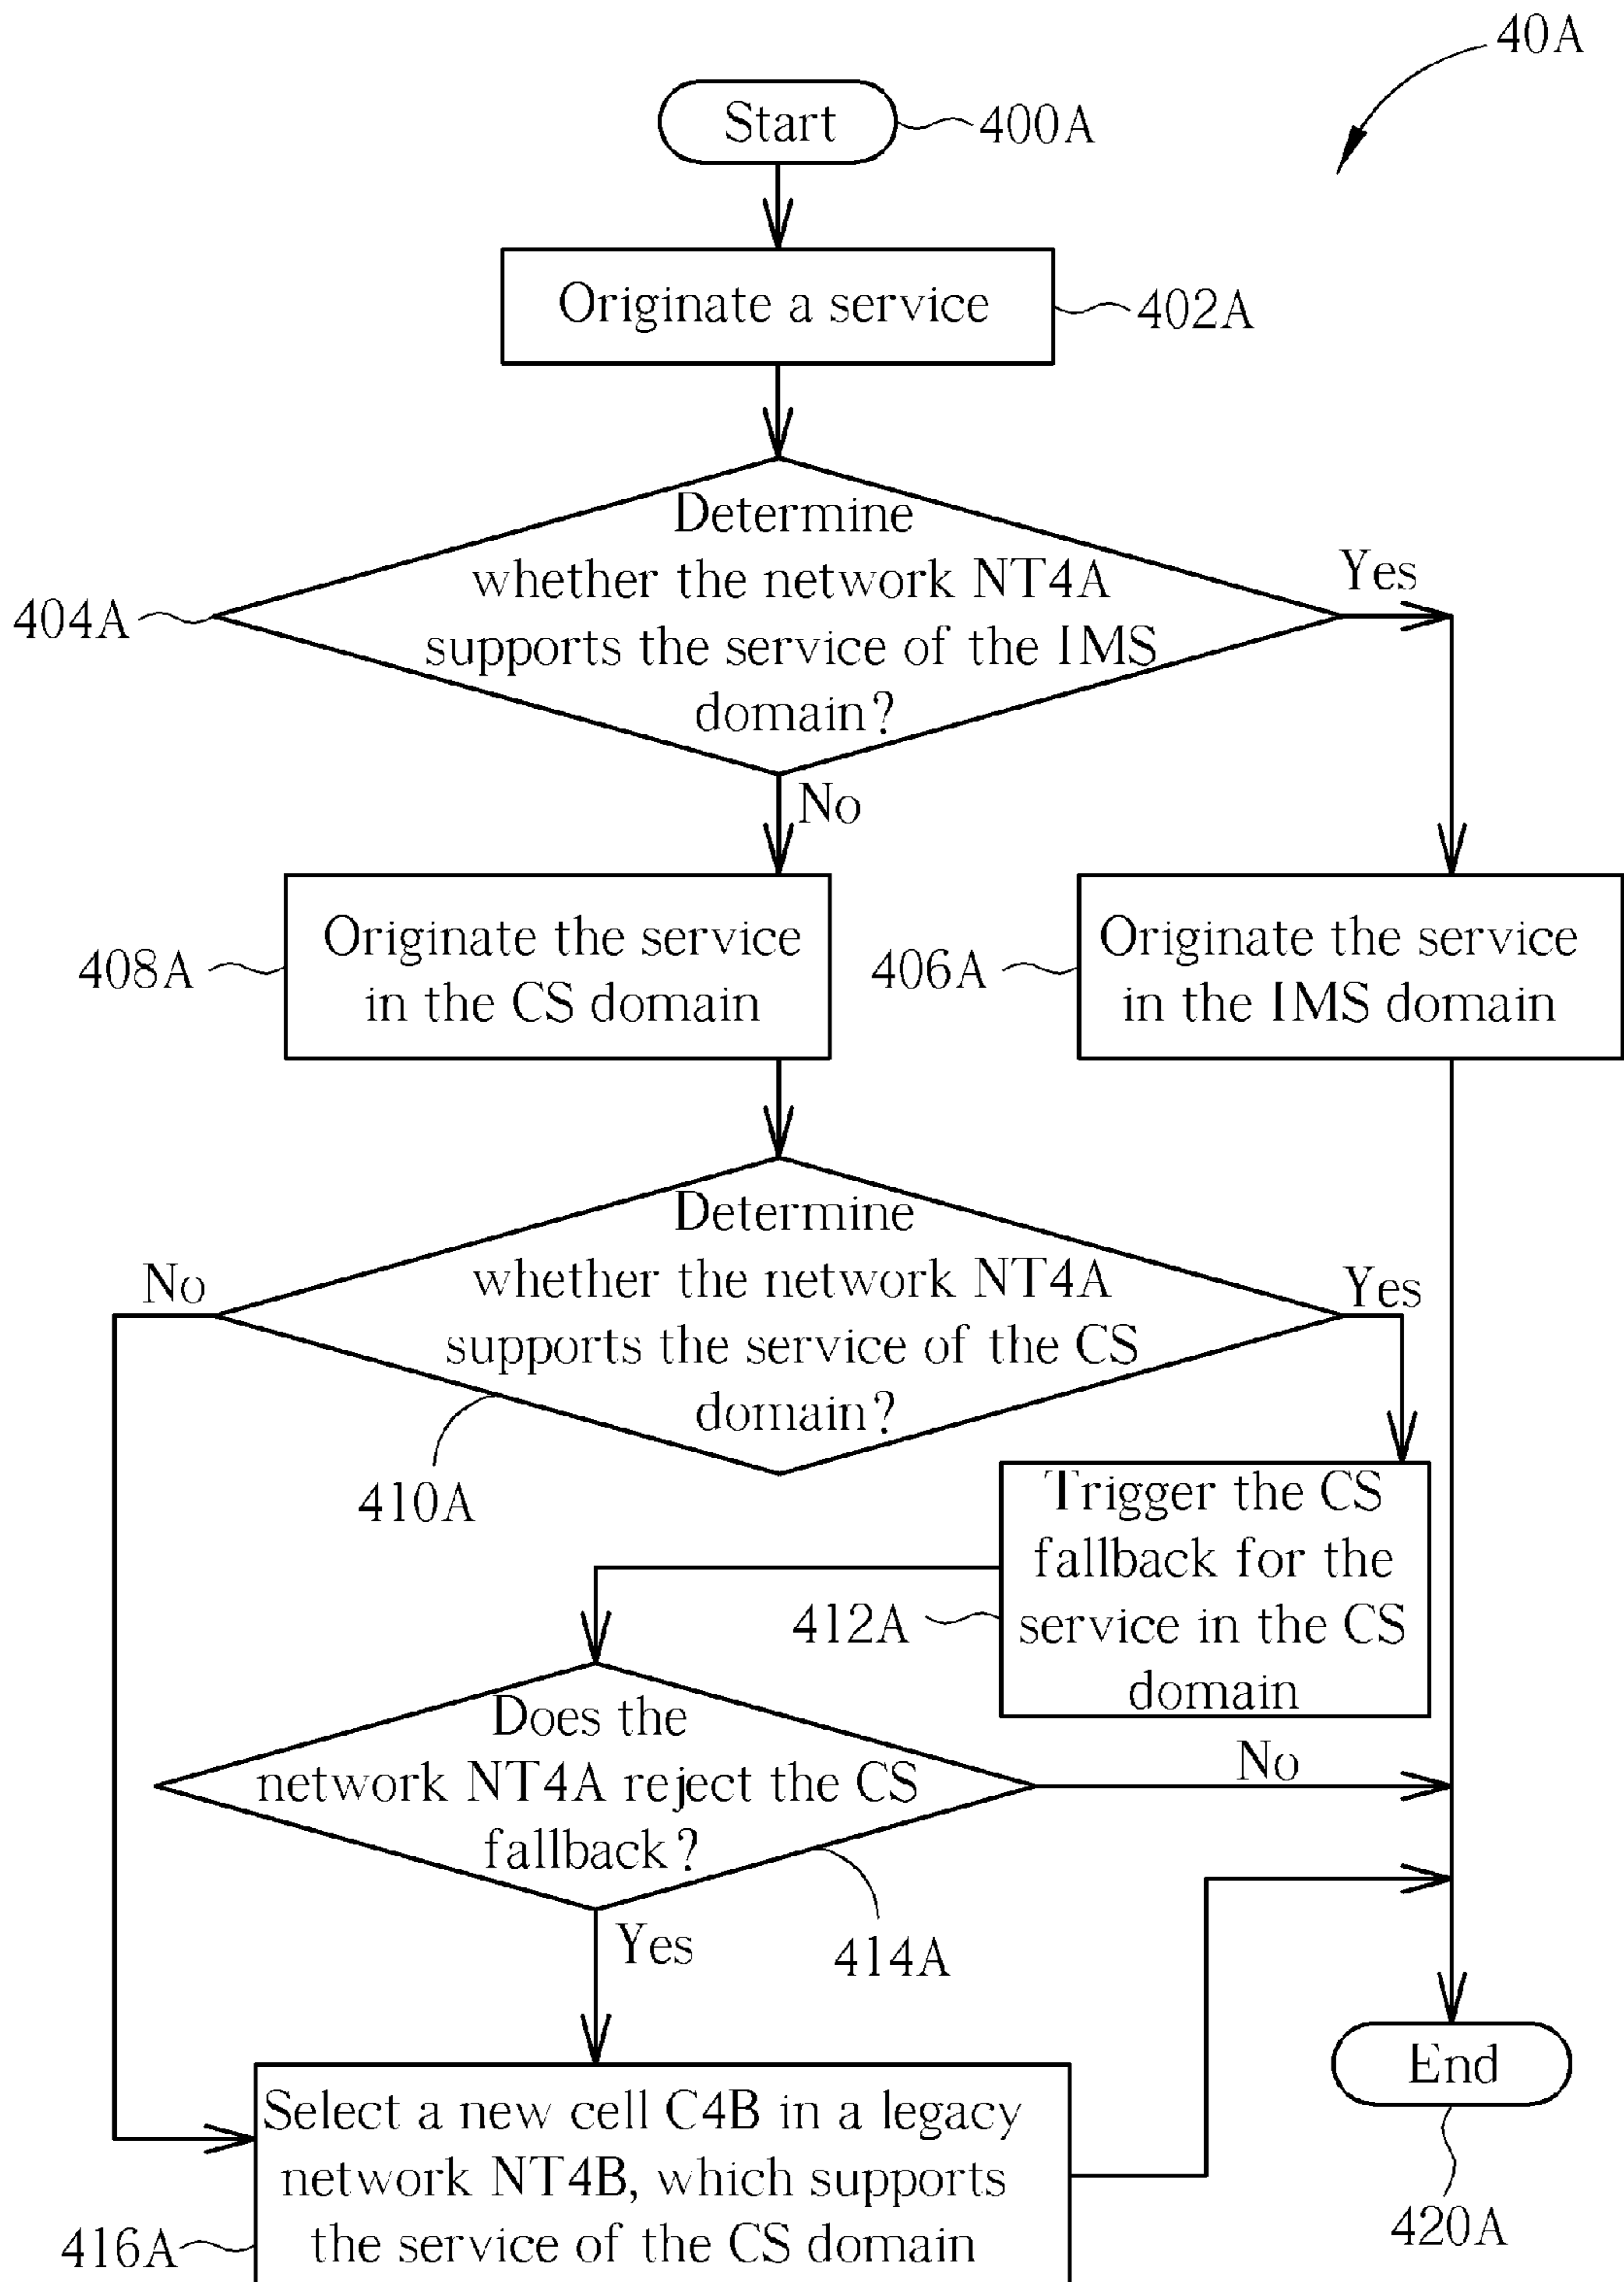 40A
Start
400A
Originate a service
402A
Determine
whether the network NT4A
supports the service of the IMS
domain?
404A
Yes
No
Originate the service
in the CS domain
408A
Originate the service
in the IMS domain
406A
Determine
whether the network NT4A
supports the service of the CS
domain?
No
Yes
410A
Trigger the CS
fallback for the
service in the CS
domain
412A
Does the
network NT4A reject the CS
fallback?
No
Yes
414A
Select a new cell C4B in a legacy
network NT4B, which supports
the service of the CS domain
416A
End
420A